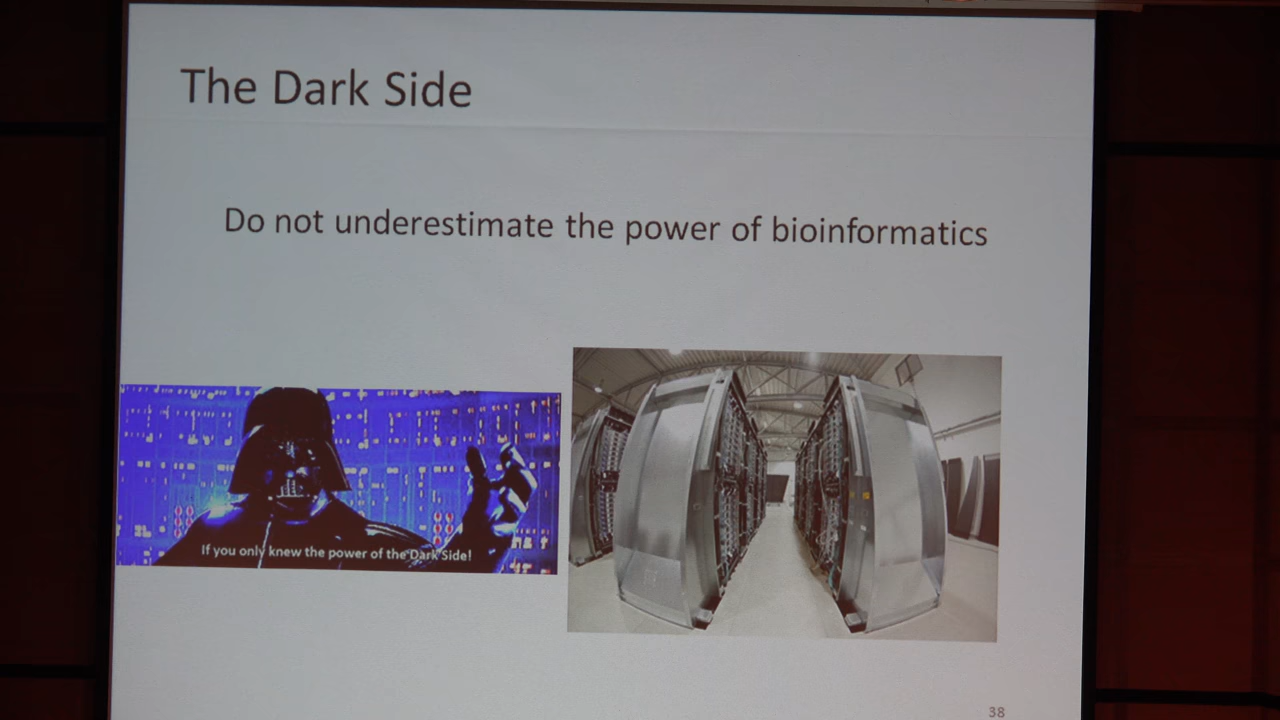 The Dark Side
Do not underestimate the power of bioinformatics
If you only knew the power of the Dark Side!
38